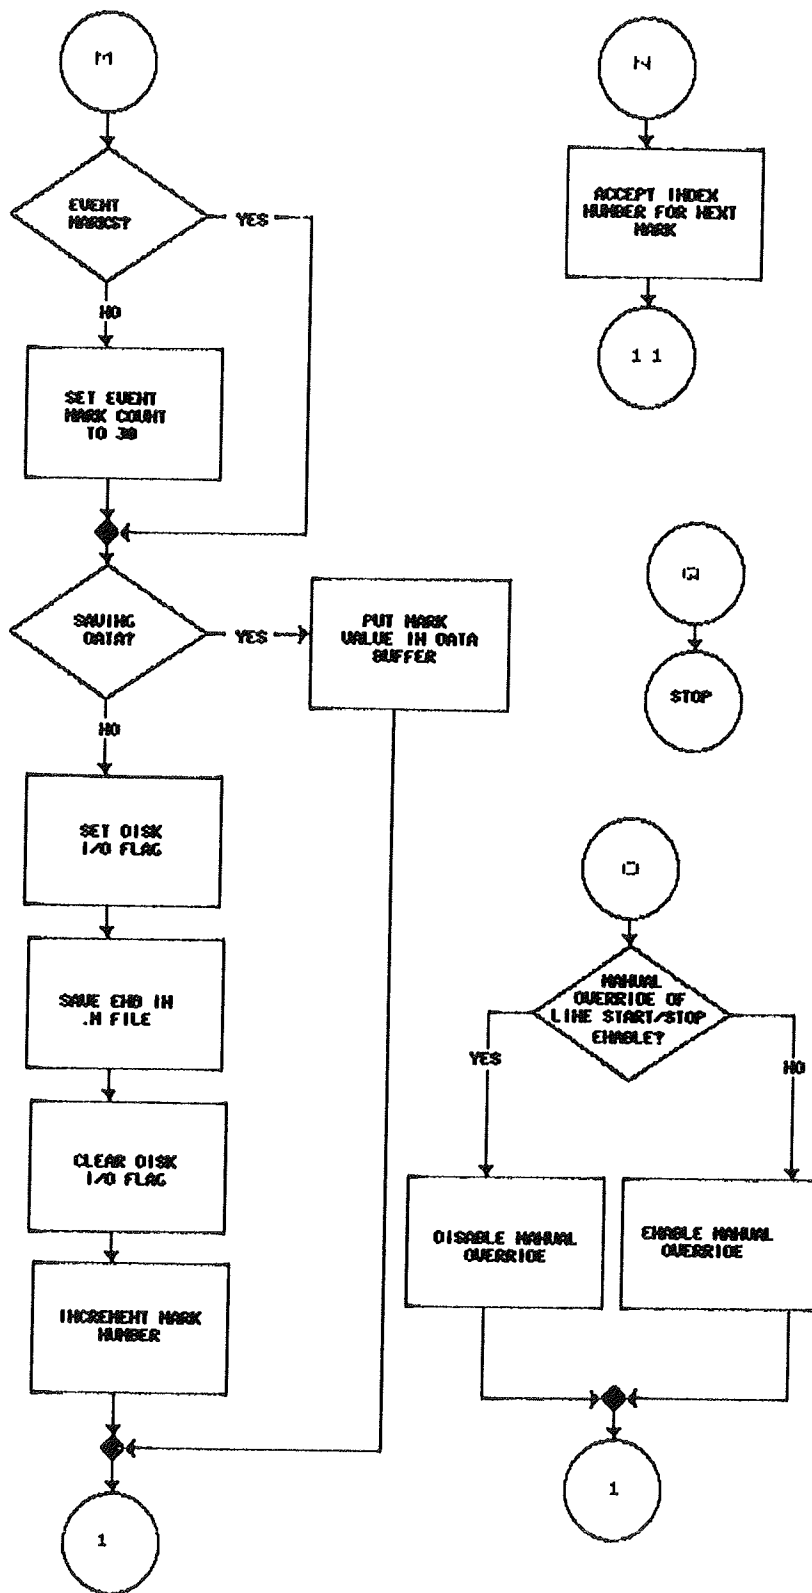 M
EVENT
MARKS?
YES
NO
SET EVENT
MARK COUNT
TO 30
SAVING
DATA?
YES
PUT MARK
VALUE IN DATA
BUFFER
NO
SET DISK
I/O FLAG
SAVE END IN
.M FILE
CLEAR DISK
I/O FLAG
INCREMENT MARK
NUMBER
1
N
ACCEPT INDEX
NUMBER FOR NEXT
MARK
11
Q
STOP
O
MANUAL
OVERRIDE OF
LINE START/STOP
ENABLE?
YES
NO
DISABLE MANUAL
OVERRIDE
ENABLE MANUAL
OVERRIDE
1